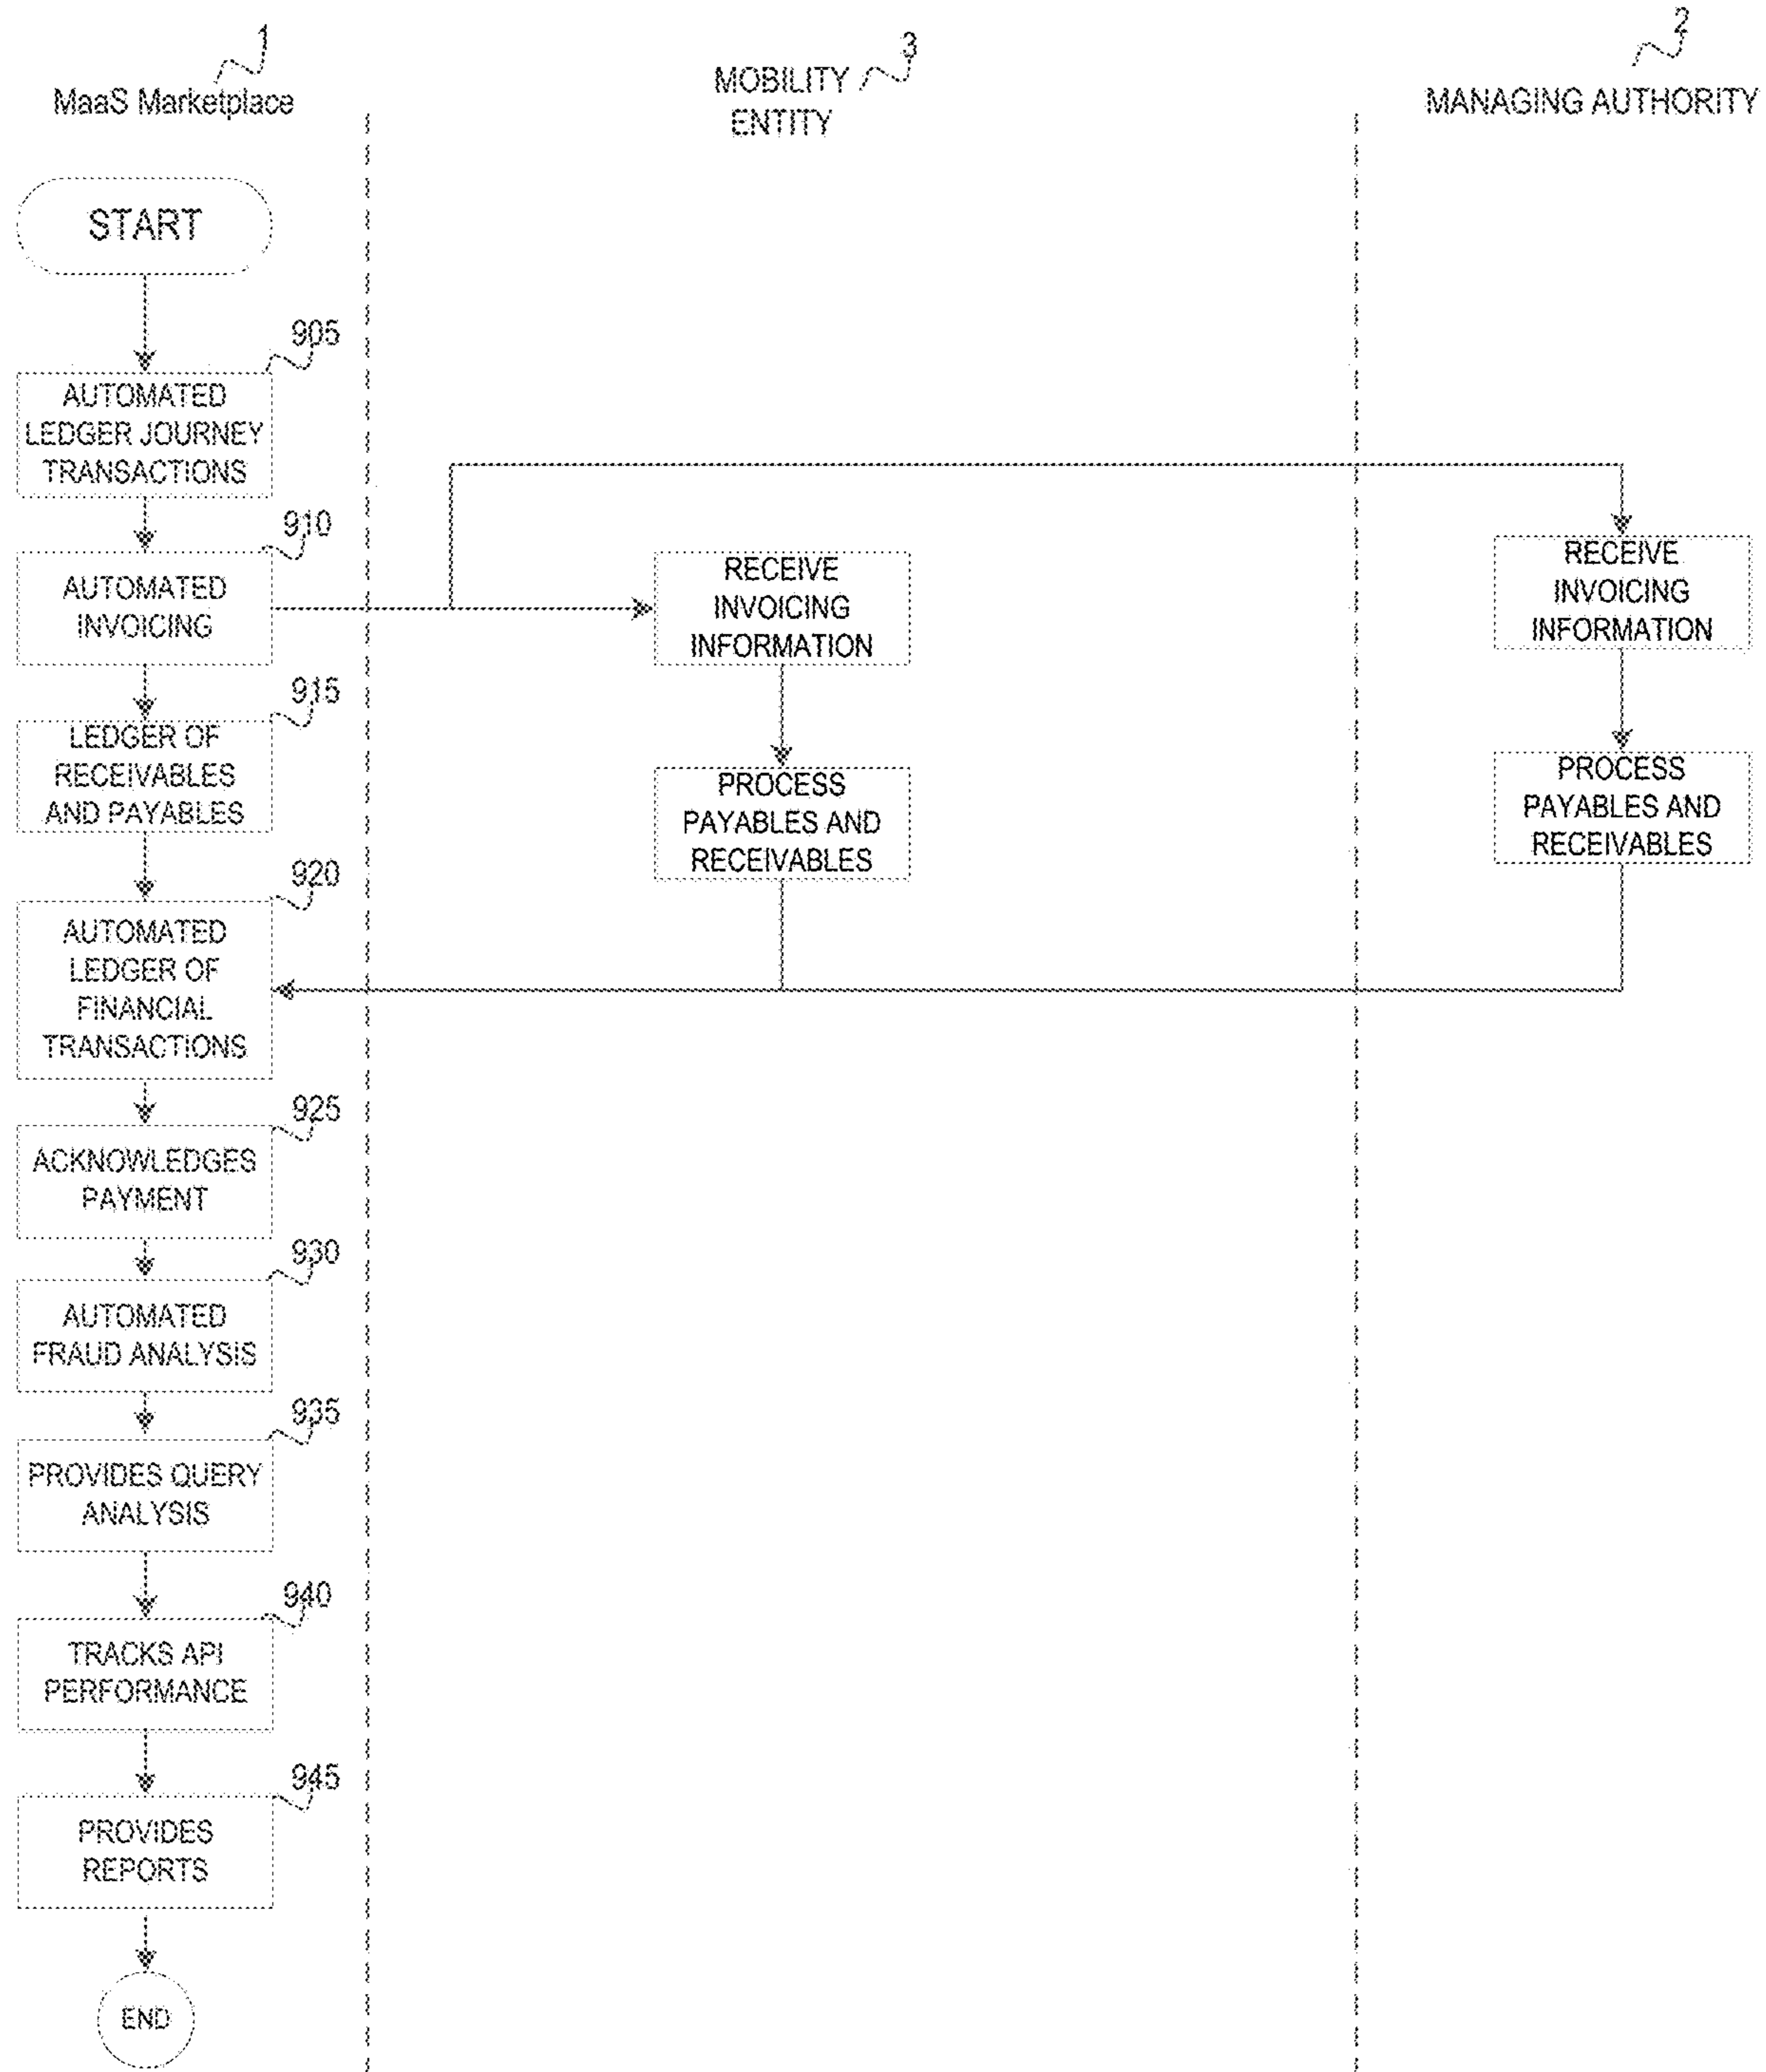 1
MaaS Marketplace
3
MOBILITY
ENTITY
2
MANAGING AUTHORITY
START
905
AUTOMATED
LEDGER JOURNEY
TRANSACTIONS
910
AUTOMATED
INVOICING
RECEIVE
INVOICING
INFORMATION
RECEIVE
INVOICING
INFORMATION
915
LEDGER OF
RECEIVABLES
AND PAYABLES
PROCESS
PAYABLES AND
RECEIVABLES
PROCESS
PAYABLES AND
RECEIVABLES
920
AUTOMATED
LEDGER OF
FINANCIAL
TRANSACTIONS
925
ACKNOWLEDGES
PAYMENT
930
AUTOMATED
FRAUD ANALYSIS
935
PROVIDES QUERY
ANALYSIS
940
TRACKS API
PERFORMANCE
945
PROVIDES
REPORTS
END